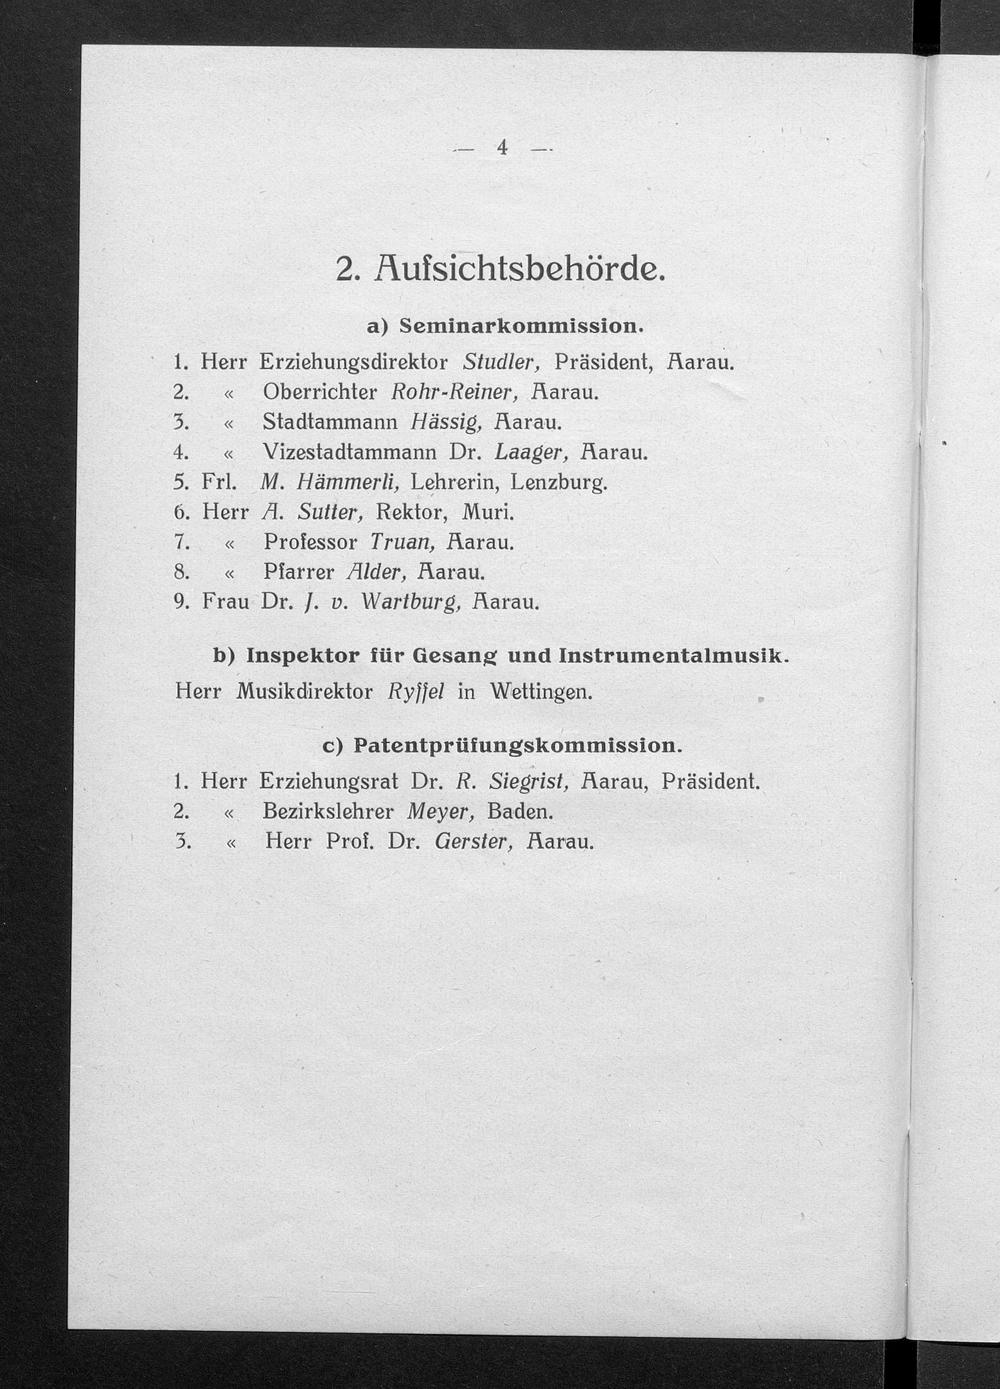 — 4 —
2. Aufsichtsbehörde.
a) Seminarkommission.
1. Herr Erziehungsdirektor Studler, Präsident, Aarau.
2. « Oberrichter Rohr-Reiner, Aarau.
3. « Stadtammann Hässig, Aarau.
4. « Vizestadtammann Dr. Laager, Aarau.
5. Frl. M. Hämmerli, Lehrerin, Lenzburg.
6. Herr A. Sutter, Rektor, Muri.
7. « Professor Truan, Aarau.
8. « Pfarrer Alder, Aarau.
9. Frau Dr. J. v. Wartburg, Aarau.
b) Inspektor für Gesang und Instrumentalmusik.
Herr Musikdirektor Ryffel in Wettingen.
c) Patentprüfungskommission.
1. Herr Erziehungsrat Dr. R. Siegrist, Aarau, Präsident.
2. « Bezirkslehrer Meyer, Baden.
3. « Herr Prof. Dr. Gerster, Aarau.